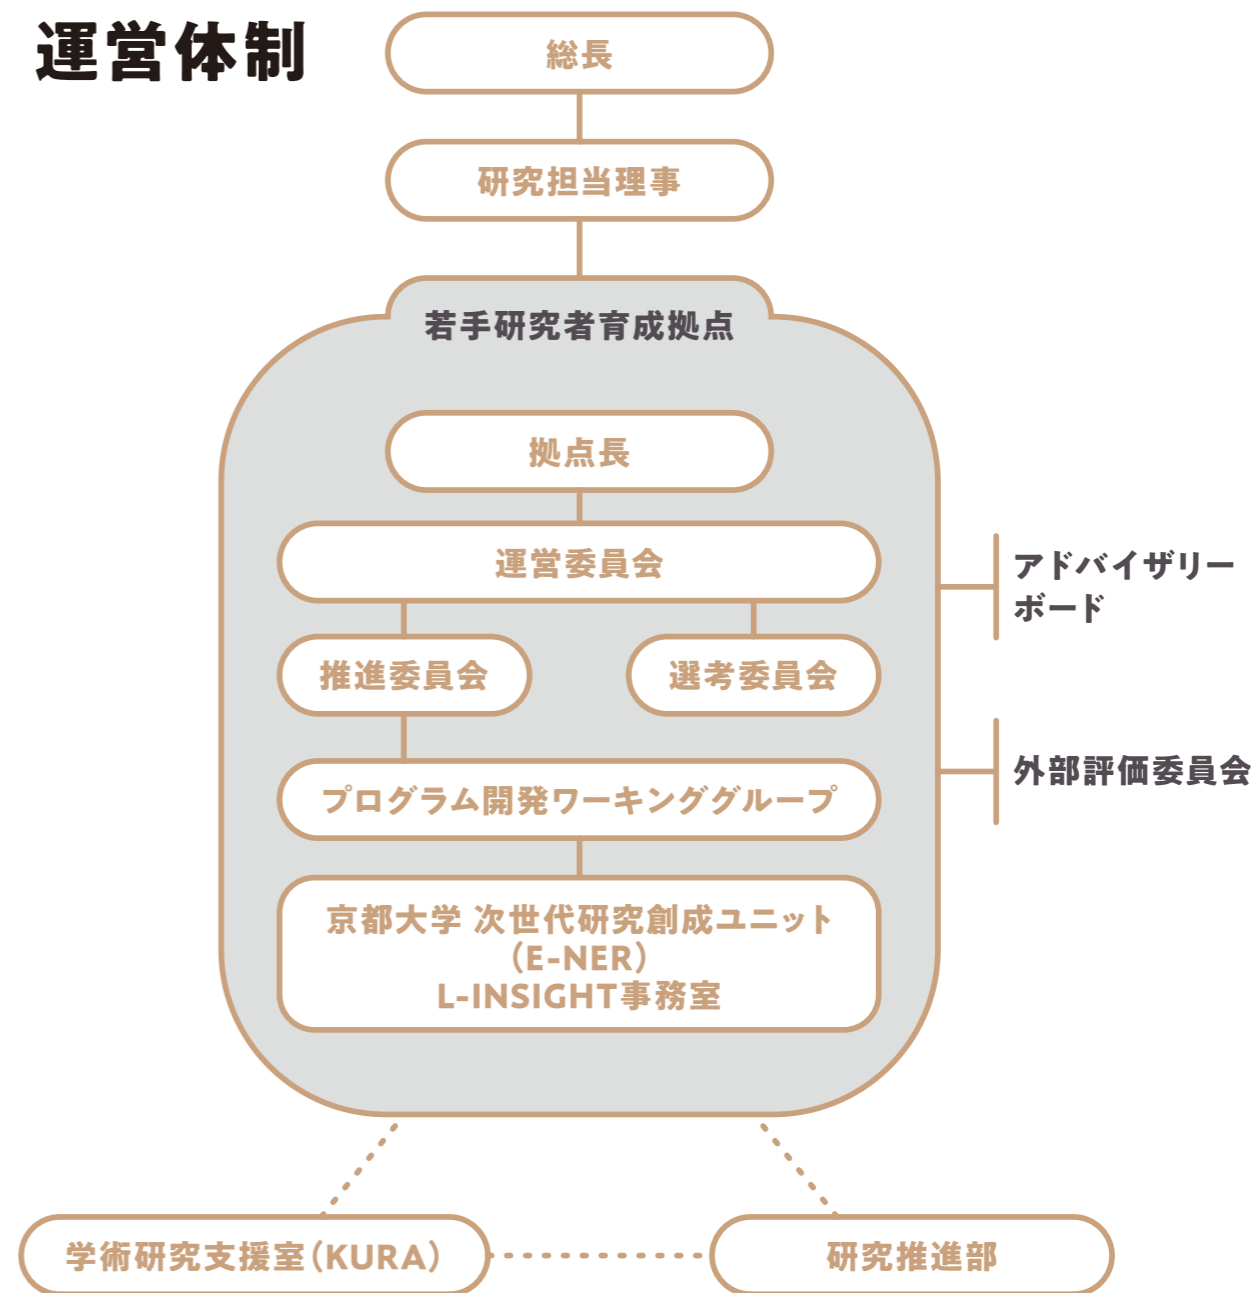 運営体制
総長
研究担当理事
若手研究者育成拠点
拠点長
運営委員会
推進委員会
選考委員会
プログラム開発ワーキンググループ
京都大学 次世代研究創成ユニット
（E-NER）
L-INSIGHT事務室
アドバイザリー
ボード
外部評価委員会
学術研究支援室（KURA）
研究推進部